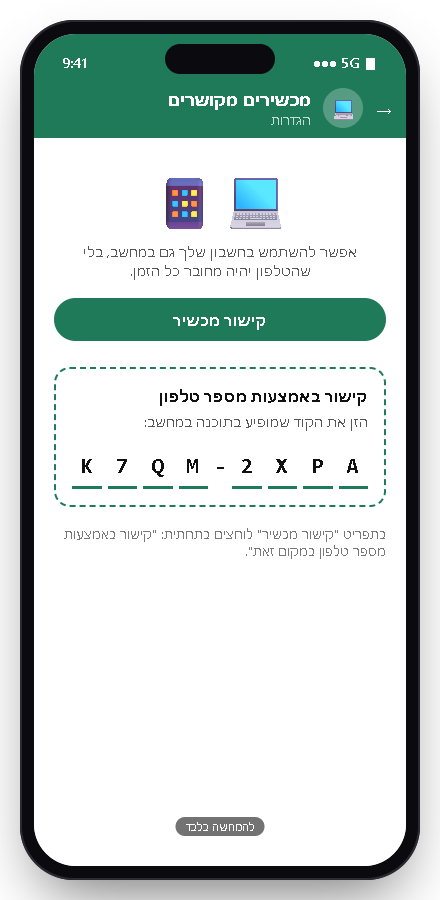 9:41
5G
מכשירים מקושרים
הגדרות
←
אפשר להשתמש בחשבון שלך גם במחשב, בלי
שהטלפון יהיה מחובר כל הזמן.
קישור מכשיר
קישור באמצעות מספר טלפון
הזן את הקוד שמופיע בתוכנה במחשב:
K7QM-2XPA
בתפריט "קישור מכשיר" לוחצים בתחתית: "קישור באמצעות
מספר טלפון במקום זאת".
להמחשה בלבד